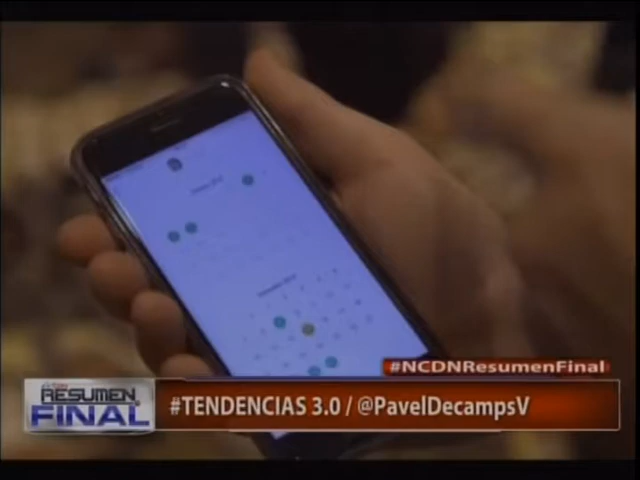 #NCDNResumenFinal
RESUMEN
FINAL
#TENDENCIAS 3.0 / @PavelDecampsV